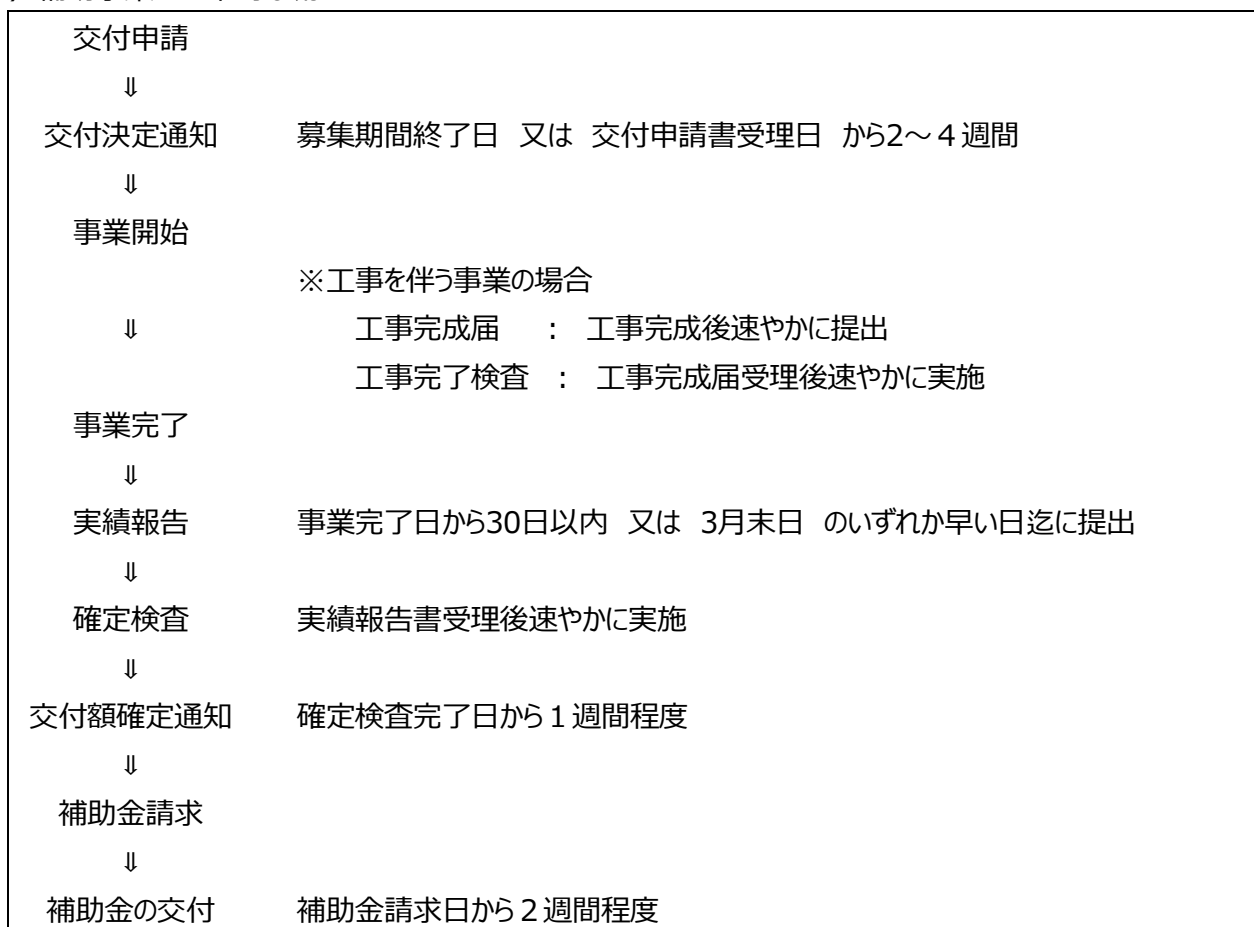 交付申請
⇓
交付決定通知 募集期間終了日 又は 交付申請書受理日 から2～４週間
⇓
事業開始
※工事を伴う事業の場合
⇓ 工事完成届 ： 工事完成後速やかに提出
工事完了検査 ： 工事完成届受理後速やかに実施
事業完了
⇓
実績報告 事業完了日から30日以内 又は 3月末日 のいずれか早い日迄に提出
⇓
確定検査 実績報告書受理後速やかに実施
⇓
交付額確定通知 確定検査完了日から１週間程度
⇓
補助金請求
⇓
補助金の交付 補助金請求日から２週間程度